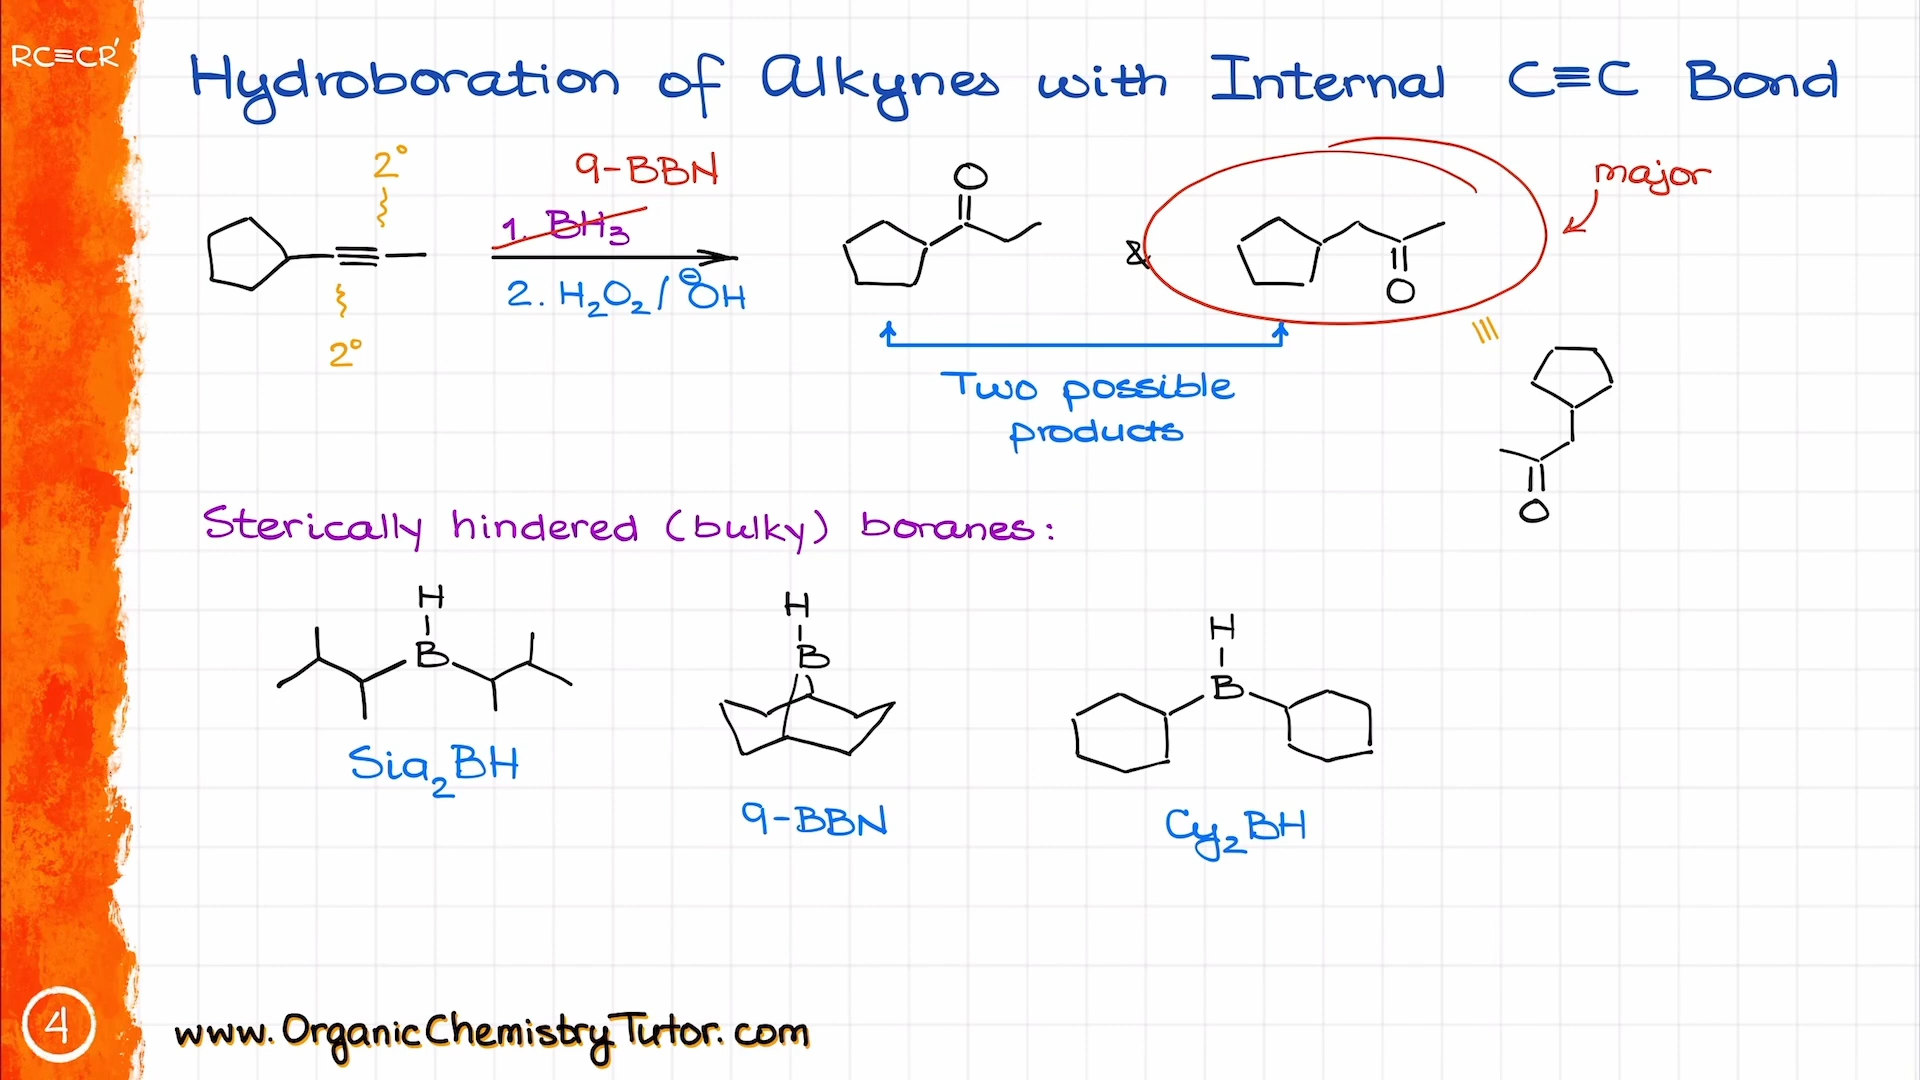 RC≡CR'
Hydroboration of Alkynes with Internal C≡C Bond
2°
2°
9-BBN
1. BH₃
2. H₂O₂ / ⊖OH
O
&
O
major
Two possible
products
O
Sterically hindered (bulky) boranes:
H
B
Sia₂BH
H
B
9-BBN
H
B
Cy₂BH
4
www.OrganicChemistryTutor.com